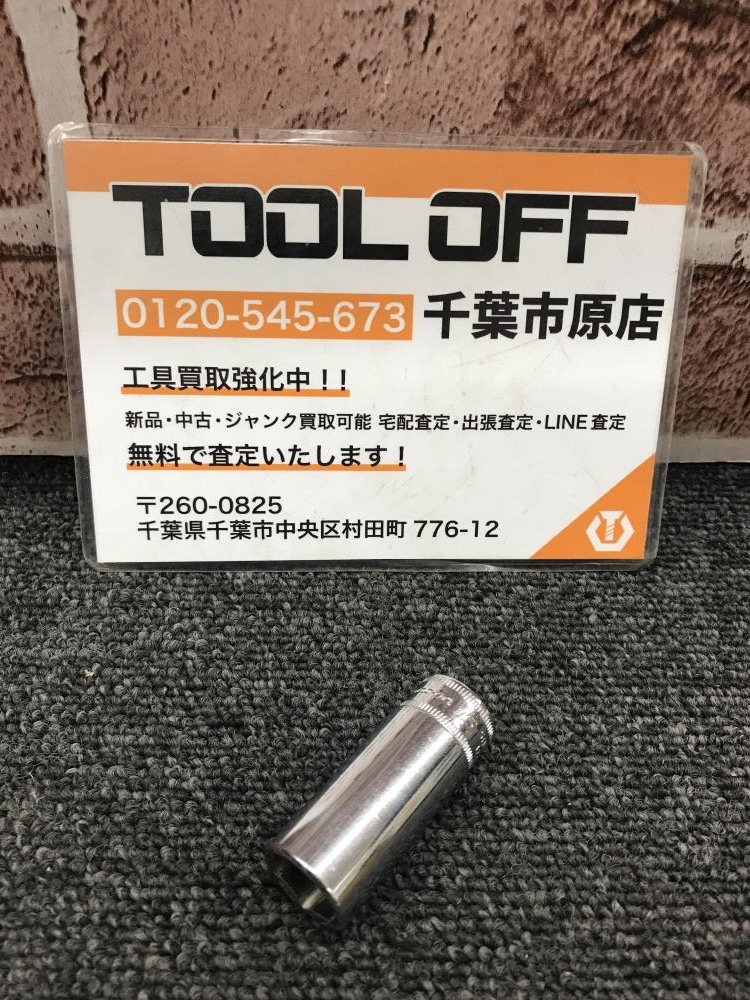 TOOL OFF
0120-545-673 千葉市原店
工具買取強化中！！
新品・中古・ジャンク買取可能 宅配査定・出張査定・LINE査定
無料で査定いたします！
〒260-0825
千葉県千葉市中央区村田町 776-12